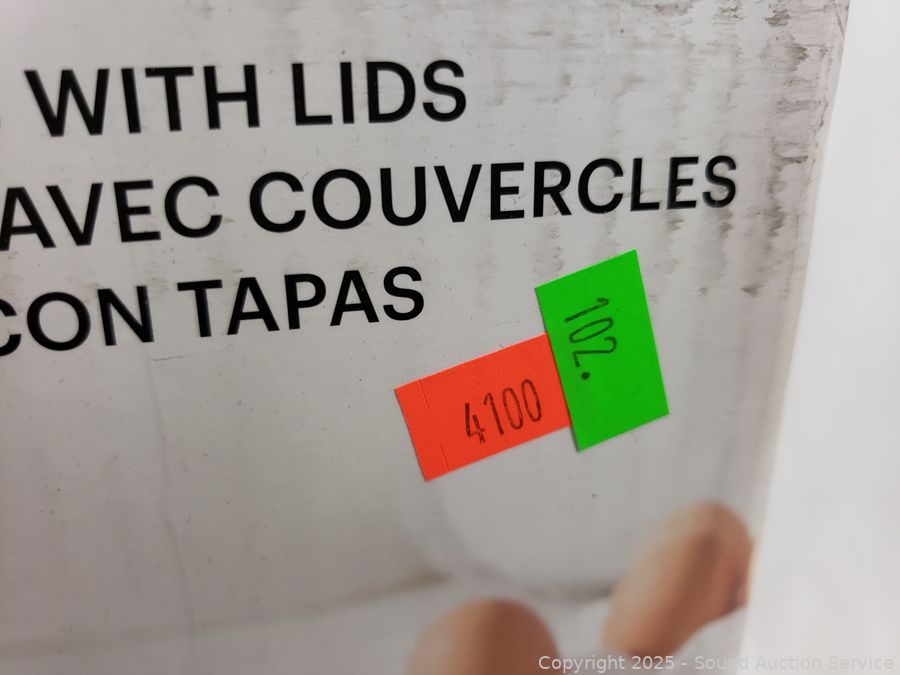 WITH LIDS
AVEC COUVERCLES
CON TAPAS
102.
4100
Copyright 2025 - Sound Auction Service